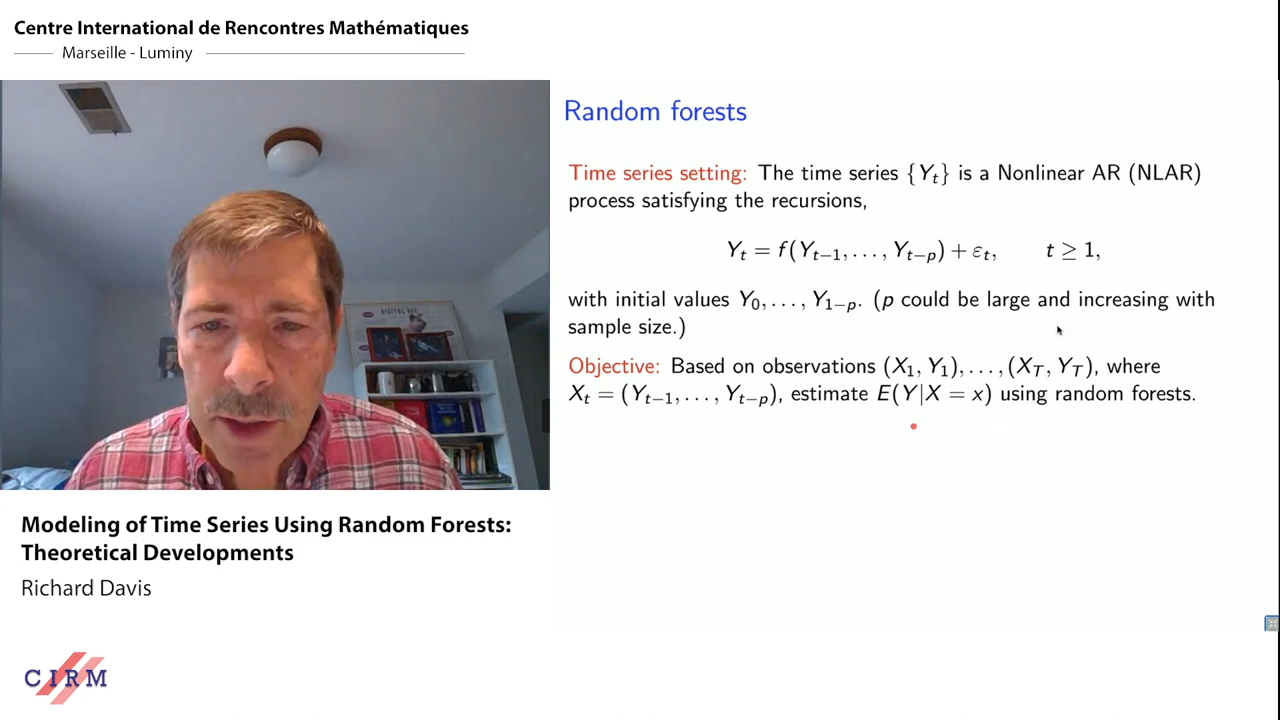 Centre International de Rencontres Mathématiques
Marseille - Luminy
Random forests
Time series setting: The time series {Y_t} is a Nonlinear AR (NLAR)
process satisfying the recursions,
Y_t = f(Y_{t−1}, . . . , Y_{t−p}) + ε_t, t ≥ 1,
with initial values Y_0, . . . , Y_{1−p}. (p could be large and increasing with
sample size.)
Objective: Based on observations (X_1, Y_1), . . . , (X_T, Y_T), where
X_t = (Y_{t−1}, . . . , Y_{t−p}), estimate E(Y|X = x) using random forests.
Modeling of Time Series Using Random Forests:
Theoretical Developments
Richard Davis
CIRM